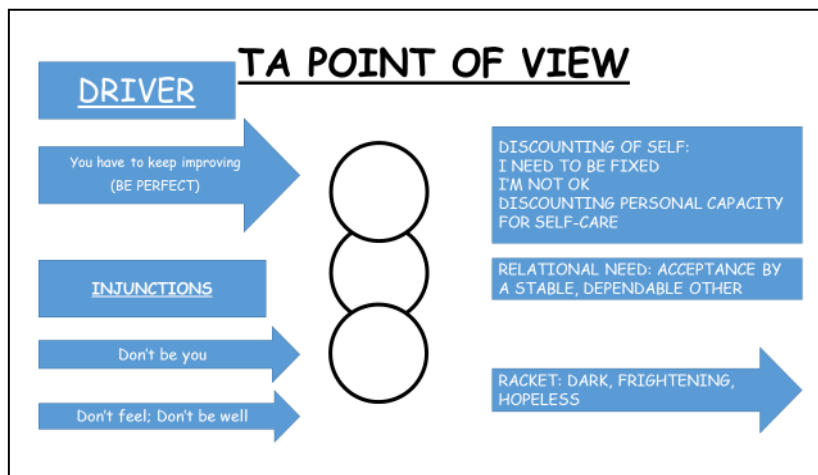 TA POINT OF VIEW
DRIVER
You have to keep improving
(BE PERFECT)
INJUNCTIONS
Don't be you
Don't feel; Don't be well
DISCOUNTING OF SELF:
I NEED TO BE FIXED
I'M NOT OK
DISCOUNTING PERSONAL CAPACITY
FOR SELF-CARE
RELATIONAL NEED: ACCEPTANCE BY
A STABLE, DEPENDABLE OTHER
RACKET: DARK, FRIGHTENING,
HOPELESS